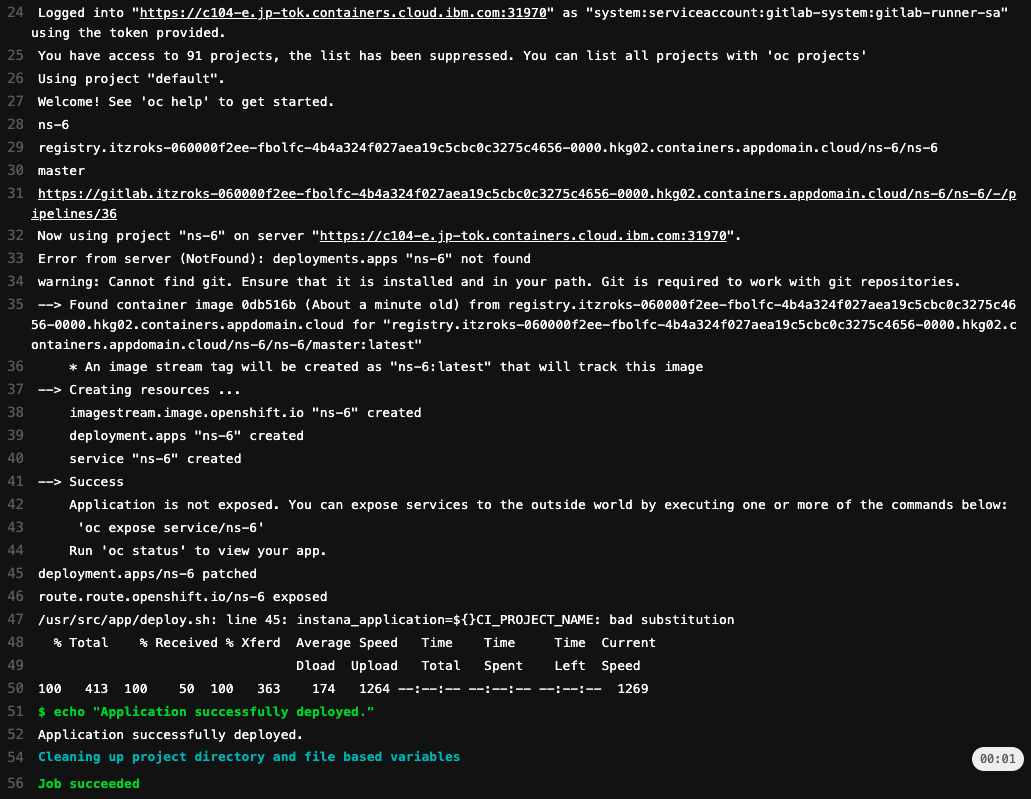 24 Logged into "https://c104-e.jp-tok.containers.cloud.ibm.com:31970" as "system:serviceaccount:gitlab-system:gitlab-runner-sa"
using the token provided.
25 You have access to 91 projects, the list has been suppressed. You can list all projects with 'oc projects'
26 Using project "default".
27 Welcome! See 'oc help' to get started.
28 ns-6
29 registry.itzroks-060000f2ee-fbolfc-4b4a324f027aea19c5cbc0c3275c4656-0000.hkg02.containers.appdomain.cloud/ns-6/ns-6
30 master
31 https://gitlab.itzroks-060000f2ee-fbolfc-4b4a324f027aea19c5cbc0c3275c4656-0000.hkg02.containers.appdomain.cloud/ns-6/ns-6/-/p
ipelines/36
32 Now using project "ns-6" on server "https://c104-e.jp-tok.containers.cloud.ibm.com:31970".
33 Error from server (NotFound): deployments.apps "ns-6" not found
34 warning: Cannot find git. Ensure that it is installed and in your path. Git is required to work with git repositories.
35 --> Found container image 0db516b (About a minute old) from registry.itzroks-060000f2ee-fbolfc-4b4a324f027aea19c5cbc0c3275c46
56-0000.hkg02.containers.appdomain.cloud for "registry.itzroks-060000f2ee-fbolfc-4b4a324f027aea19c5cbc0c3275c4656-0000.hkg02.c
ontainers.appdomain.cloud/ns-6/ns-6/master:latest"
36 * An image stream tag will be created as "ns-6:latest" that will track this image
37 --> Creating resources ...
38 imagestream.image.openshift.io "ns-6" created
39 deployment.apps "ns-6" created
40 service "ns-6" created
41 --> Success
42 Application is not exposed. You can expose services to the outside world by executing one or more of the commands below:
43 'oc expose service/ns-6'
44 Run 'oc status' to view your app.
45 deployment.apps/ns-6 patched
46 route.route.openshift.io/ns-6 exposed
47 /usr/src/app/deploy.sh: line 45: instana_application=${}CI_PROJECT_NAME: bad substitution
48 % Total % Received % Xferd Average Speed Time Time Time Current
49 Dload Upload Total Spent Left Speed
50 100 413 100 50 100 363 174 1264 --:--:-- --:--:-- --:--:-- 1269
51 $ echo "Application successfully deployed."
52 Application successfully deployed.
54 Cleaning up project directory and file based variables 00:01
56 Job succeeded